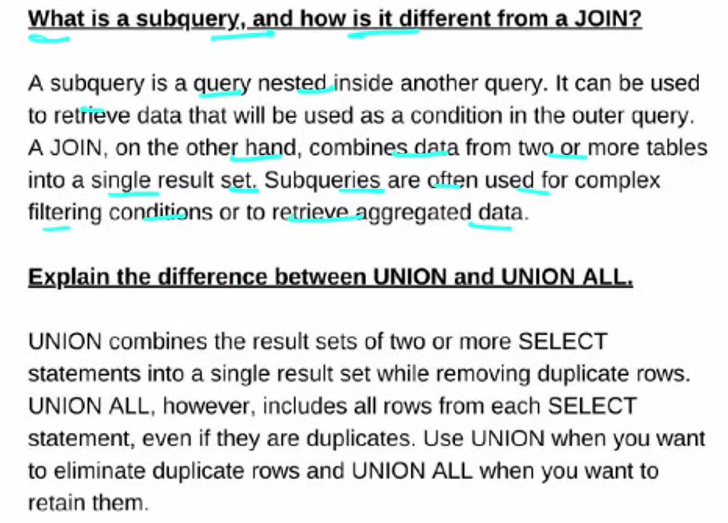 What is a subquery, and how is it different from a JOIN?
A subquery is a query nested inside another query. It can be used
to retrieve data that will be used as a condition in the outer query.
A JOIN, on the other hand, combines data from two or more tables
into a single result set. Subqueries are often used for complex
filtering conditions or to retrieve aggregated data.
Explain the difference between UNION and UNION ALL.
UNION combines the result sets of two or more SELECT
statements into a single result set while removing duplicate rows.
UNION ALL, however, includes all rows from each SELECT
statement, even if they are duplicates. Use UNION when you want
to eliminate duplicate rows and UNION ALL when you want to
retain them.